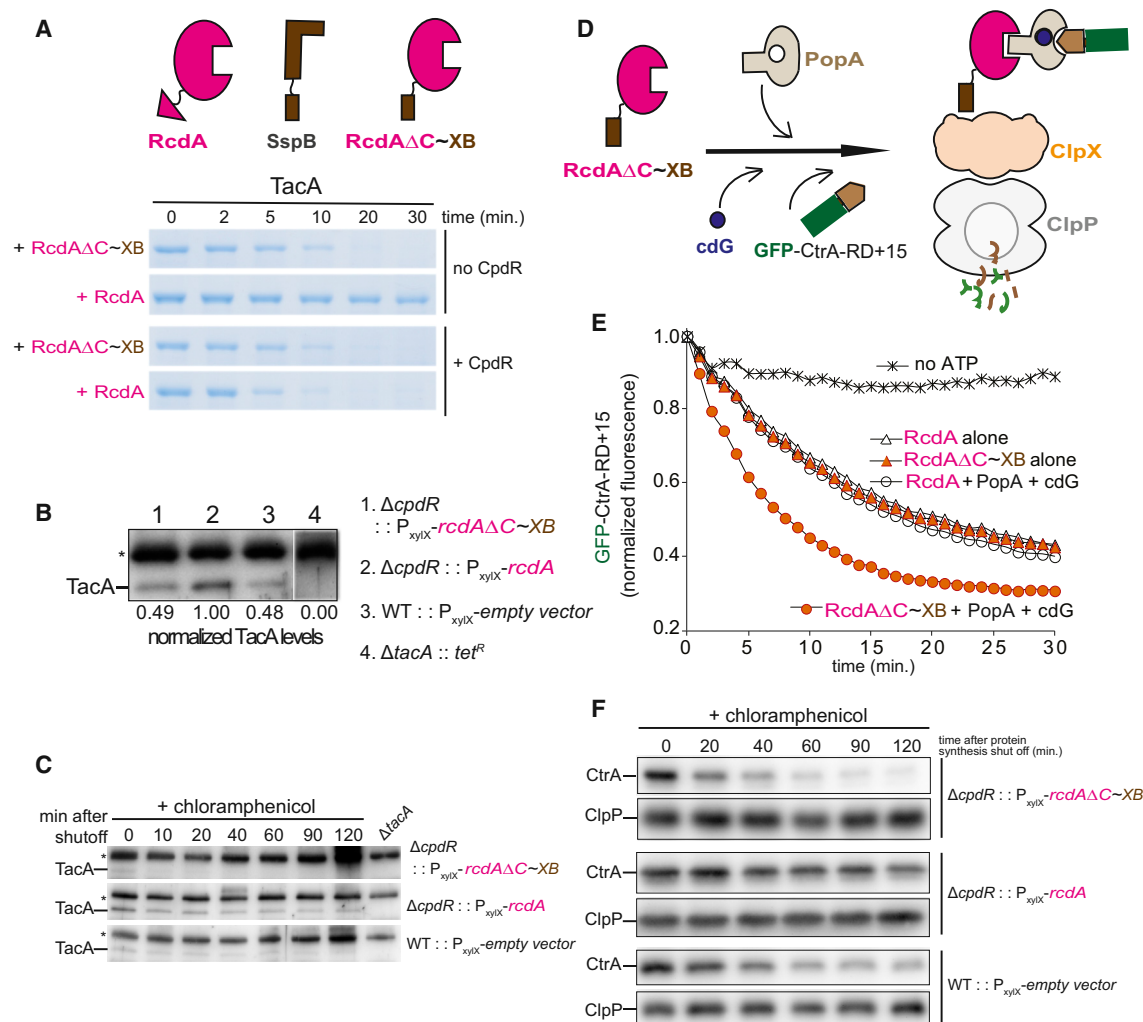 A
RcdA
SspB
RcdAΔC~XB
TacA
0 2 5 10 20 30 time (min.)
+ RcdAΔC~XB
+ RcdA
no CpdR
+ RcdAΔC~XB
+ RcdA
+ CpdR
B
1 2 3 4
*
TacA
0.49 1.00 0.48 0.00
normalized TacA levels
1. ΔcpdR
:: PxylX-rcdAΔC~XB
2. ΔcpdR :: PxylX-rcdA
3. WT :: PxylX-empty vector
4. ΔtacA :: tetR
C
min after
shutoff
+ chloramphenicol
0 10 20 40 60 90 120 ΔtacA
*
TacA
ΔcpdR
:: PxylX-rcdAΔC~XB
*
TacA
ΔcpdR :: PxylX-rcdA
*
TacA
WT :: PxylX-empty vector
D
RcdAΔC~XB
PopA
cdG
GFP-CtrA-RD+15
ClpX
ClpP
E
GFP-CtrA-RD+15
(normalized fluorescence)
1.0
0.8
0.6
0.4
0.2
0 5 10 15 20 25 30
time (min.)
no ATP
RcdA alone
RcdAΔC~XB alone
RcdA + PopA + cdG
RcdAΔC~XB + PopA + cdG
F
+ chloramphenicol
0 20 40 60 90 120
time after protein
synthesis shut off (min.)
CtrA
ClpP
ΔcpdR :: PxylX-rcdAΔC~XB
CtrA
ClpP
ΔcpdR :: PxylX-rcdA
CtrA
ClpP
WT :: PxylX-empty vector